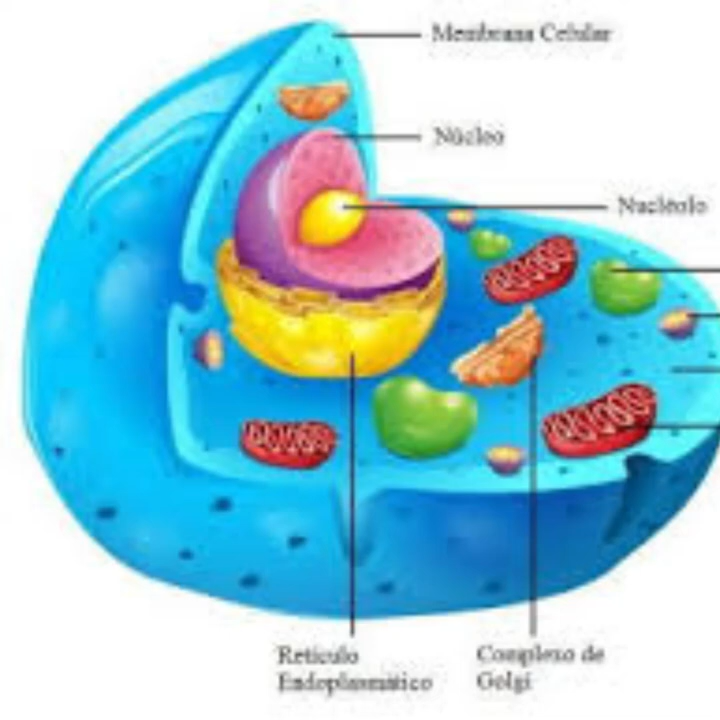 Membrana Celular
Núcleo
Nucléolo
Retículo
Endoplasmático
Complexo de
Golgi